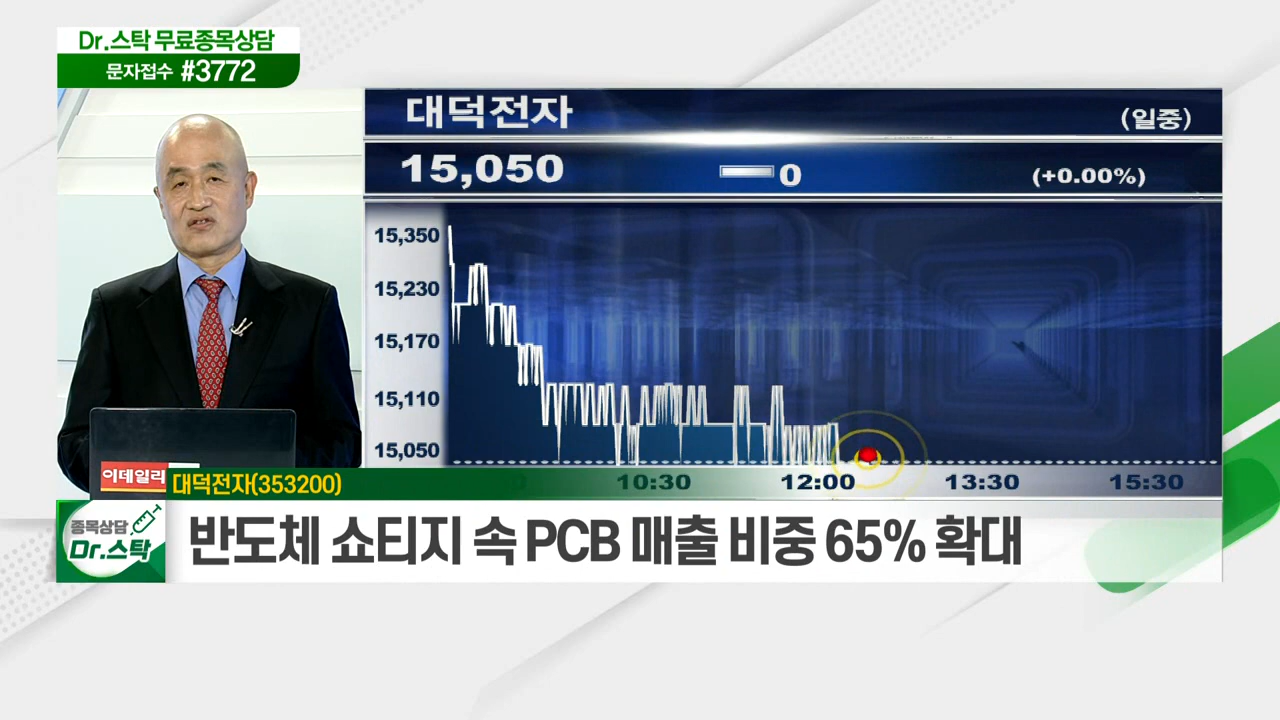 Dr.스탁 무료종목상담
문자접수 #3772
대덕전자
(일중)
15,050
0
(+0.00%)
15,350
15,230
15,170
15,110
15,050
10:30
12:00
13:30
15:30
이데일리
대덕전자(353200)
종목상담
Dr.스탁
반도체 쇼티지 속 PCB 매출 비중 65% 확대